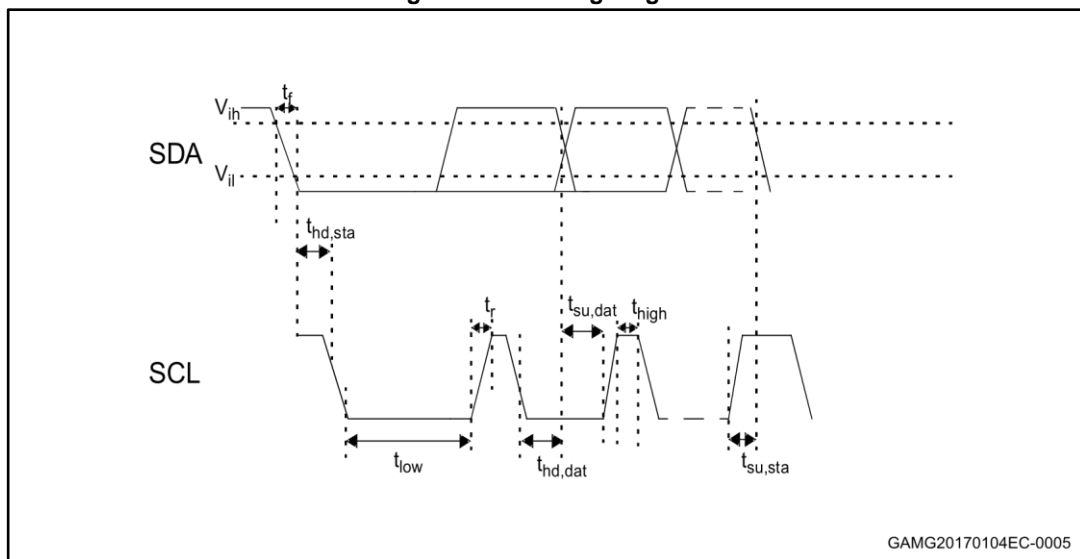 V_ih
t_f
SDA
V_il
t_hd,sta
t_r
t_su,dat
t_high
SCL
t_low
t_hd,dat
t_su,sta
GAMG20170104EC-0005